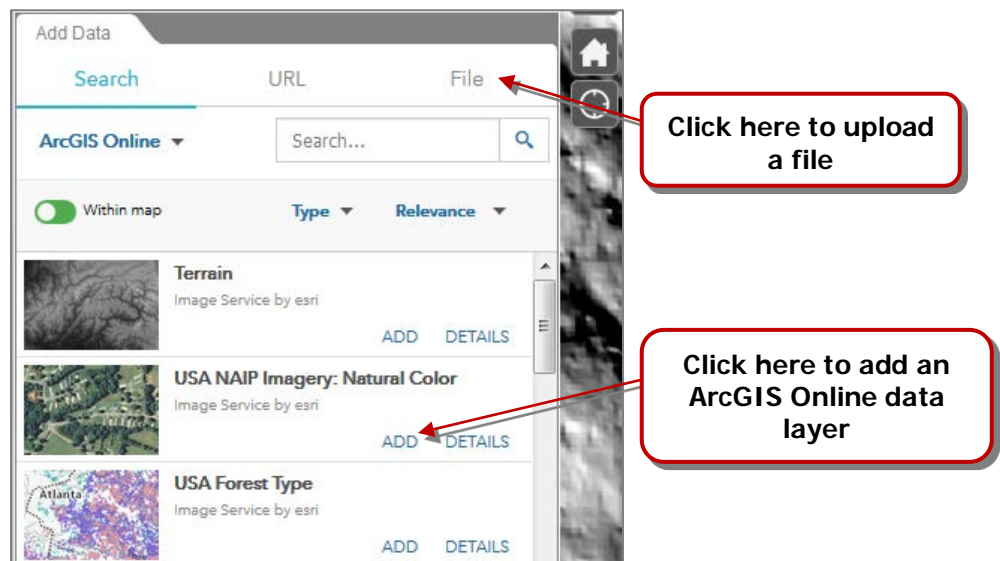 Add Data
Search URL File
ArcGIS Online Search...
Within map Type Relevance
Terrain
Image Service by esri
ADD DETAILS
USA NAIP Imagery: Natural Color
Image Service by esri
ADD DETAILS
Atlanta
USA Forest Type
Image Service by esri
ADD DETAILS
Click here to upload
a file
Click here to add an
ArcGIS Online data
layer